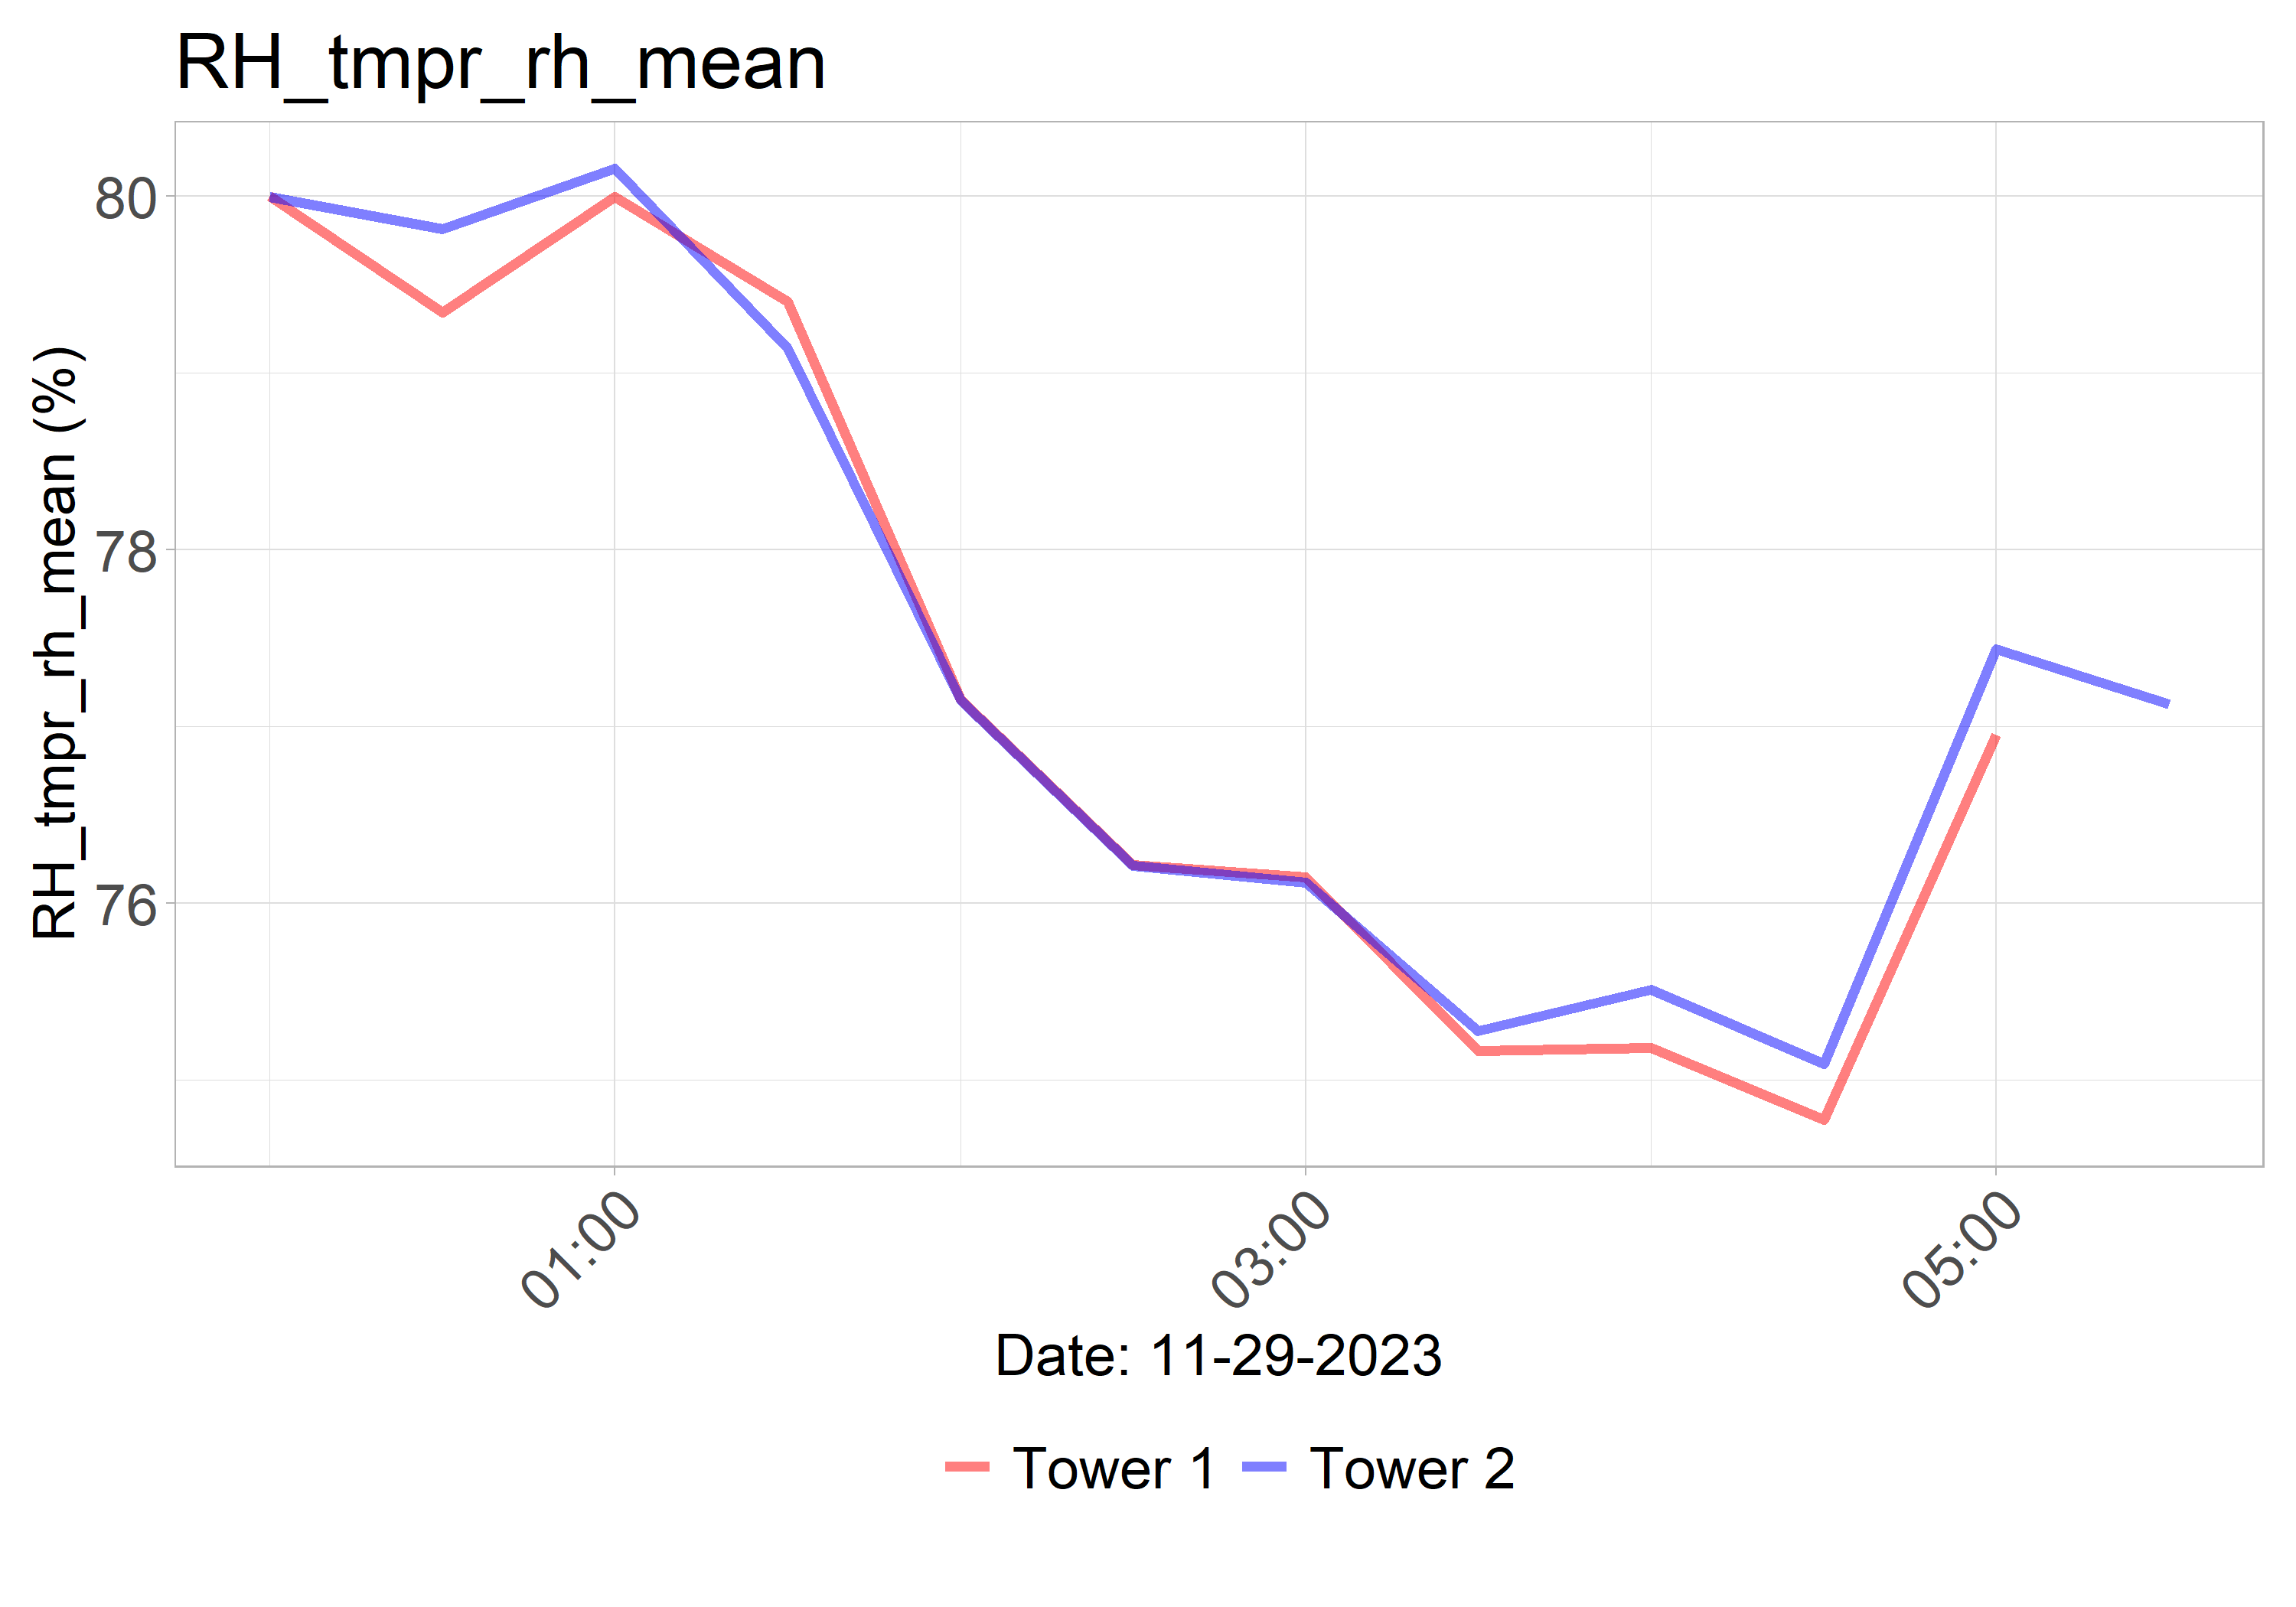 RH_tmpr_rh_mean
RH_tmpr_rh_mean (%)
80
78
76
01:00
03:00
05:00
Date: 11-29-2023
Tower 1
Tower 2